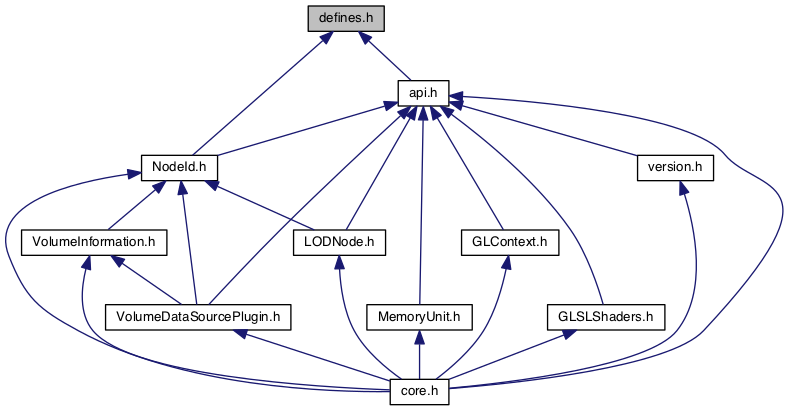 defines.h
api.h
NodeId.h
version.h
VolumeInformation.h
LODNode.h
GLContext.h
VolumeDataSourcePlugin.h
MemoryUnit.h
GLSLShaders.h
core.h